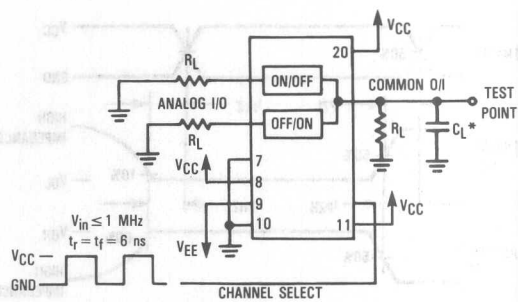 VCC
20
RL
ON/OFF
COMMON O/I
TEST
POINT
ANALOG I/O
OFF/ON
RL
RL
CL*
VCC
7
8
9
10
11
VCC
VEE
Vin ≤ 1 MHz
tr = tf = 6 ns
VCC
GND
CHANNEL SELECT